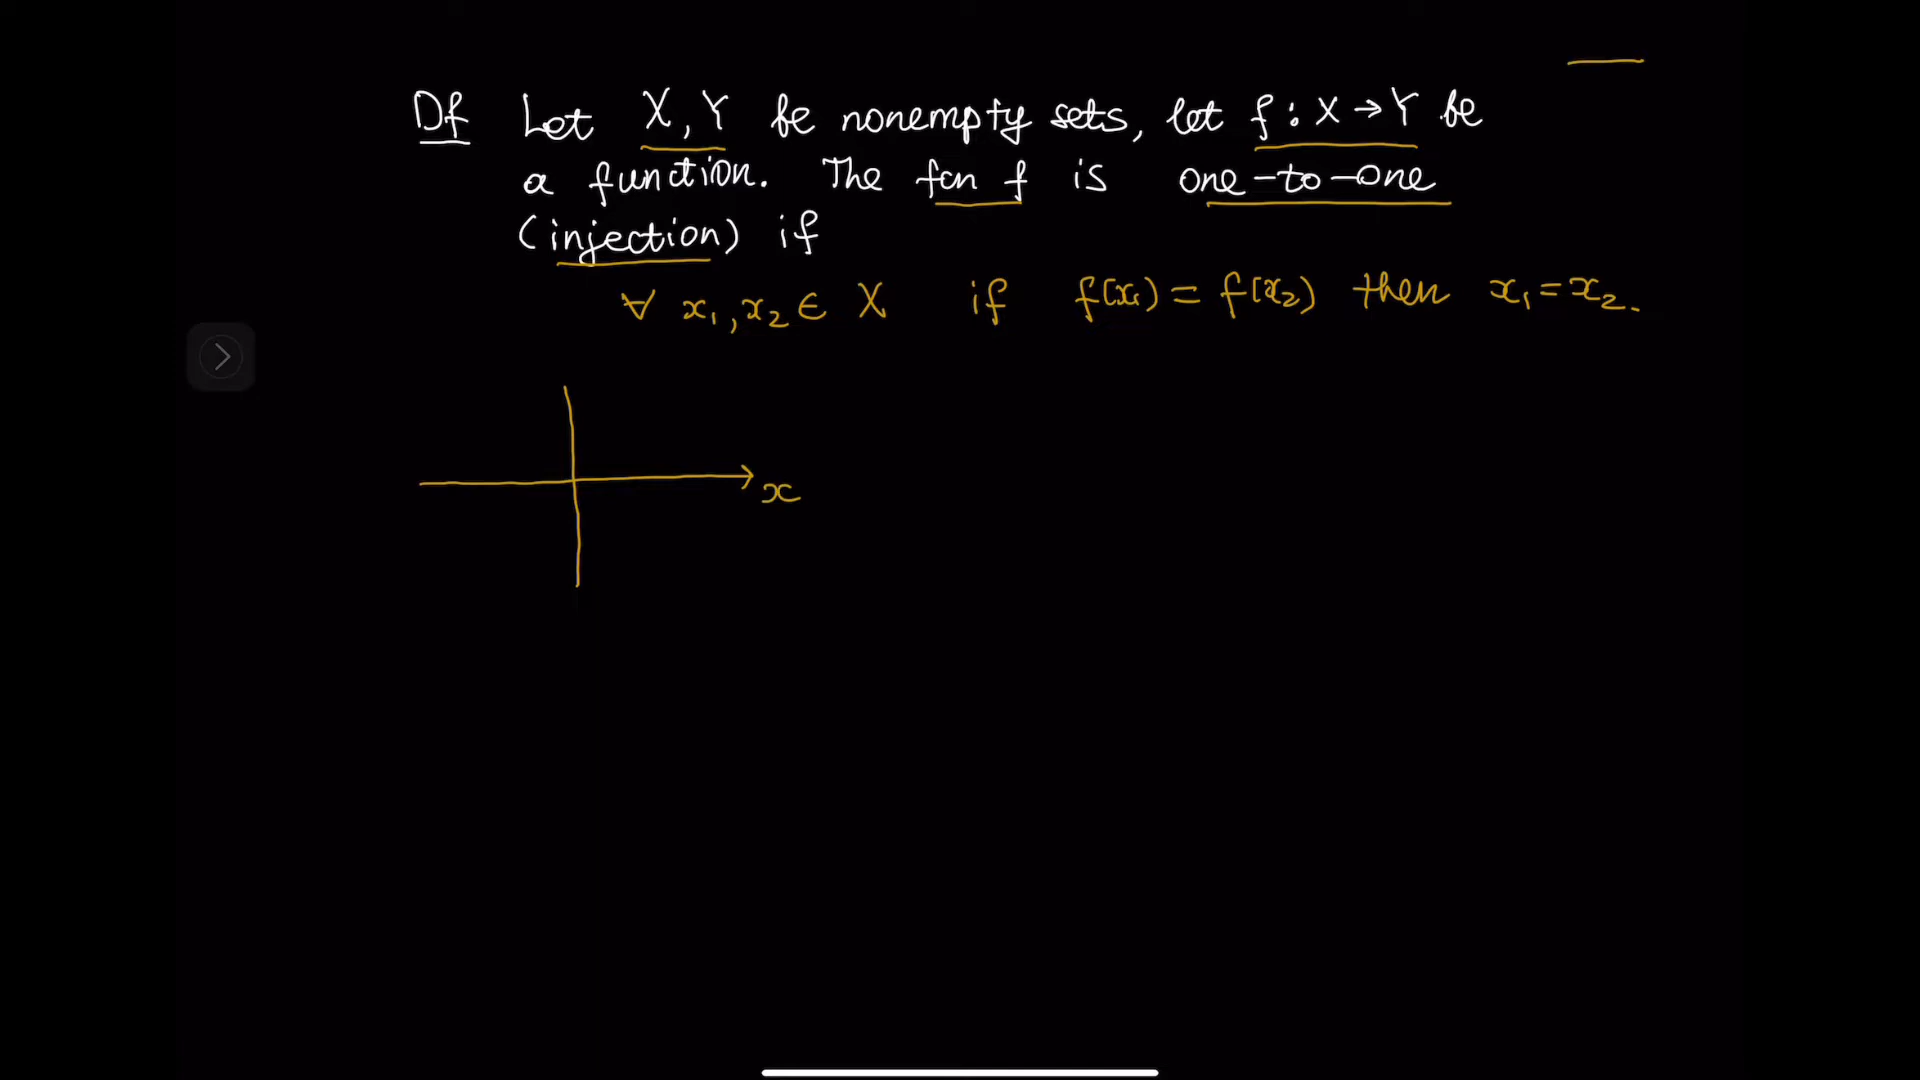 Df Let X, Y be nonempty sets, let f : X → Y be
a function. The fcn f is one-to-one
(injection) if
∀ x₁, x₂ ∈ X if f(x₁) = f(x₂) then x₁ = x₂.
x